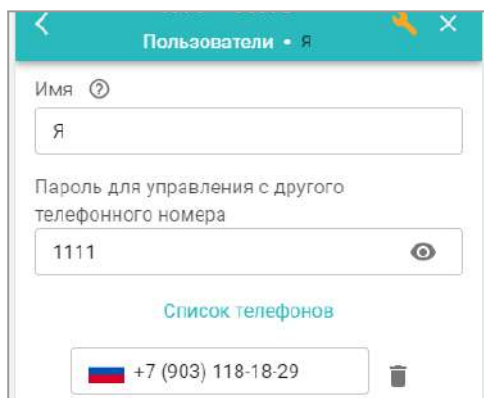 Пользователи • Я
Имя
Я
Пароль для управления с другого
телефонного номера
1111
Список телефонов
+7 (903) 118-18-29